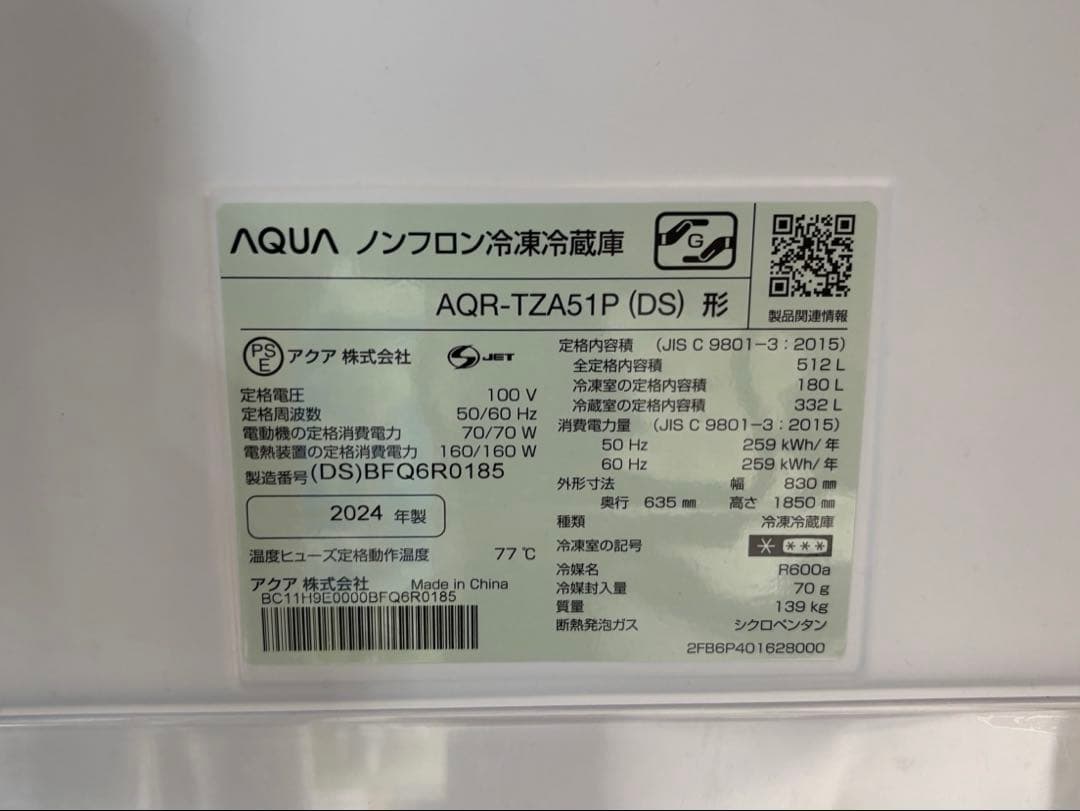 AQUA ノンフロン冷凍冷蔵庫 G
AQR-TZA51P (DS) 形
製品関連情報
PS
E
アクア 株式会社 S JET
定格電圧 100 V
定格周波数 50/60 Hz
電動機の定格消費電力 70/70 W
電熱装置の定格消費電力 160/160 W
製造番号 (DS)BFQ6R0185
2024 年製
温度ヒューズ定格動作温度 77 ℃
アクア 株式会社 Made in China
BC11H9E0000BFQ6R0185
定格内容積 (JIS C 9801-3:2015)
全定格内容積 512 L
冷凍室の定格内容積 180 L
冷蔵室の定格内容積 332 L
消費電力量 (JIS C 9801-3:2015)
50 Hz 259 kWh/年
60 Hz 259 kWh/年
外形寸法 幅 830 ㎜
奥行 635 ㎜ 高さ 1850 ㎜
種類 冷凍冷蔵庫
冷凍室の記号 * ***
冷媒名 R600a
冷媒封入量 70 g
質量 139 kg
断熱発泡ガス シクロペンタン
2FB6P401628000